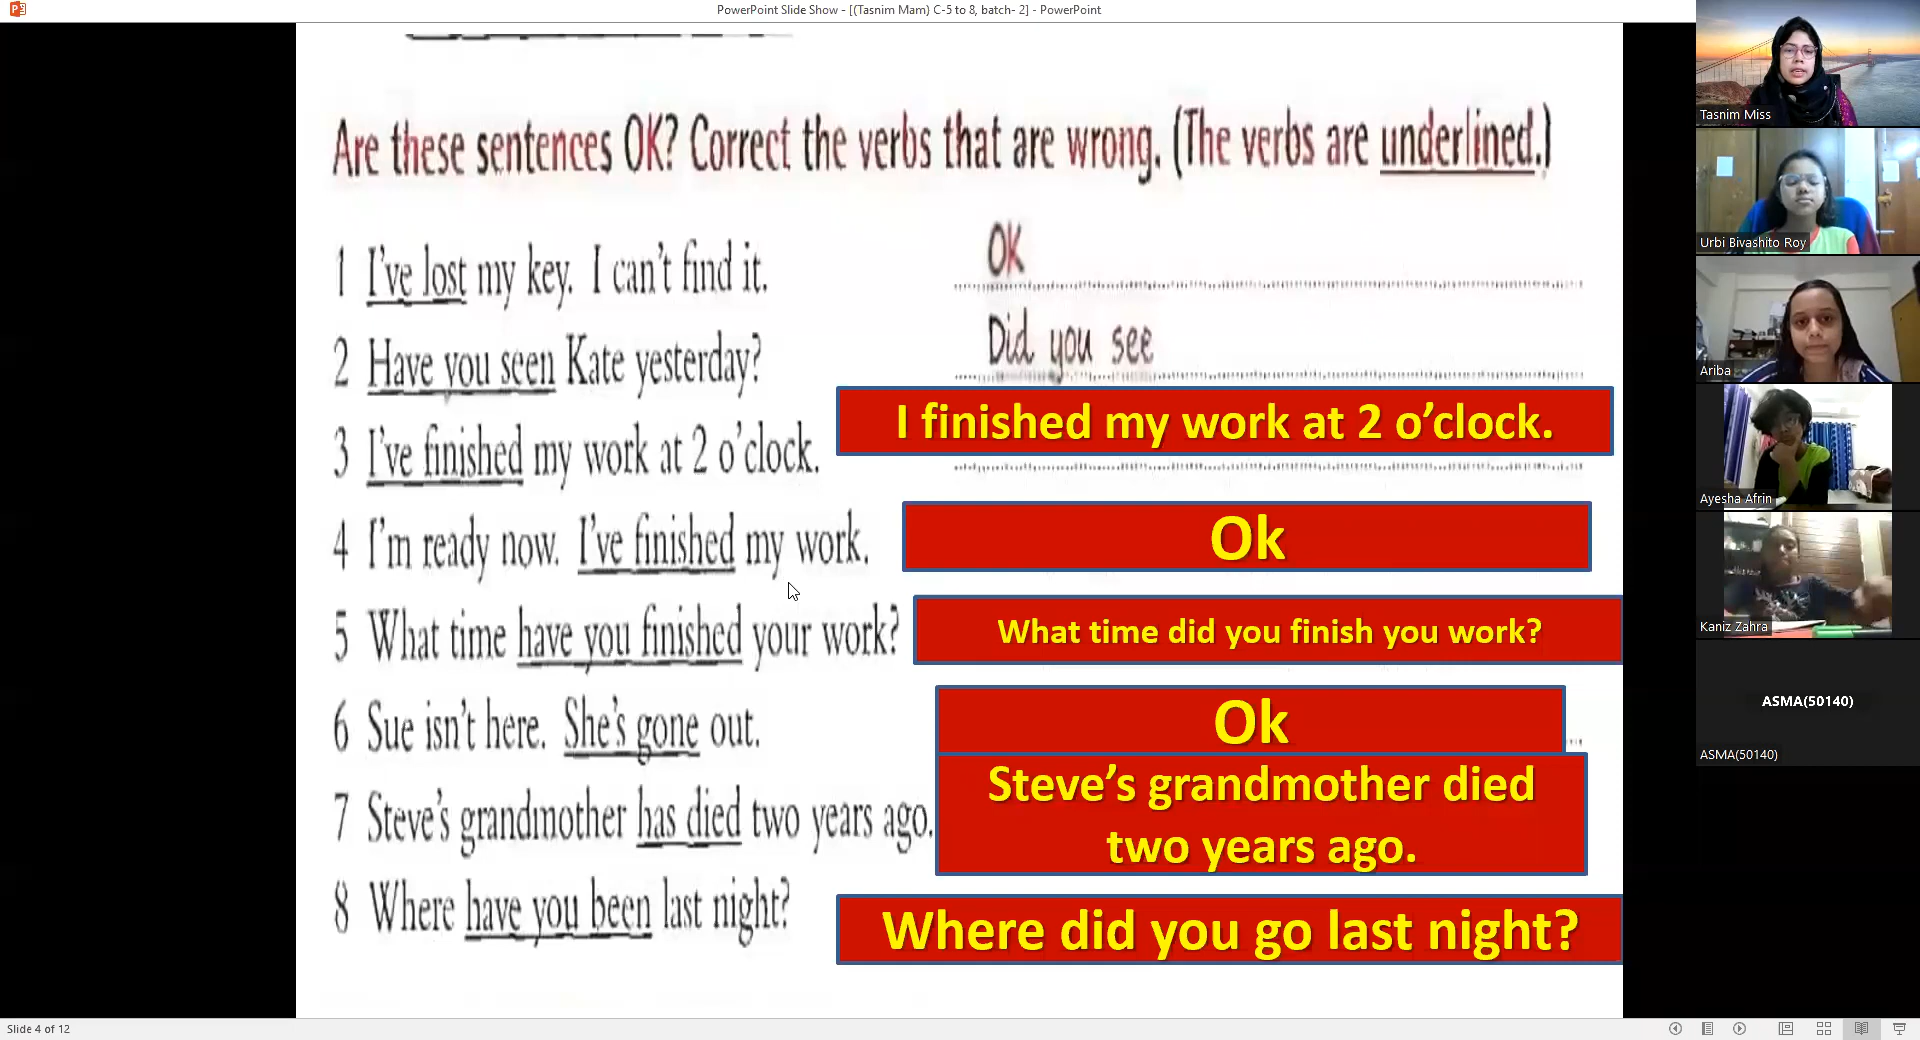 PowerPoint Slide Show - [(Tasnim Mam) C-5 to 8, batch- 2] - PowerPoint
Are these sentences OK? Correct the verbs that are wrong. (The verbs are underlined.)
1 I've lost my key. I can't find it.
OK
2 Have you seen Kate yesterday?
Did you see
3 I've finished my work at 2 o'clock.
I finished my work at 2 o’clock.
4 I'm ready now. I've finished my work.
Ok
5 What time have you finished your work?
What time did you finish you work?
6 Sue isn't here. She's gone out.
Ok
7 Steve's grandmother has died two years ago.
Steve’s grandmother died
two years ago.
8 Where have you been last night?
Where did you go last night?
Slide 4 of 12
Tasnim Miss
Urbi Bivashito Roy
Ariba
Ayesha Afrin
Kaniz Zahra
ASMA(50140)
ASMA(50140)